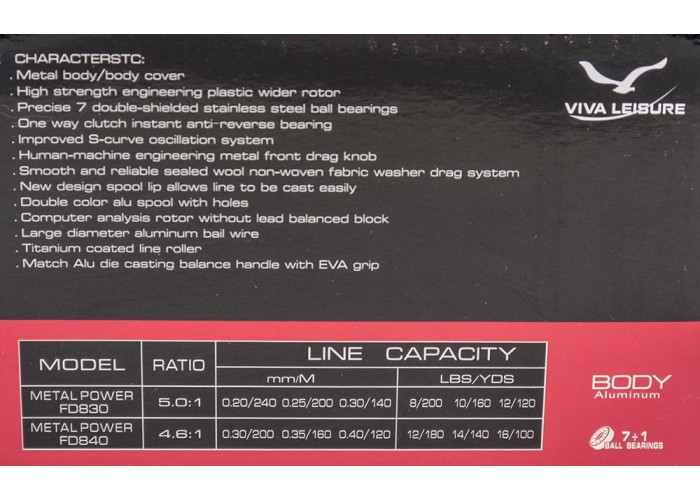 CHARACTERSTC:
. Metal body/body cover
. High strength engineering plastic wider rotor
. Precise 7 double-shielded stainless steel ball bearings
. One way clutch instant anti-reverse bearing
. Improved S-curve oscillation system
. Human-machine engineering metal front drag knob
. Smooth and reliable sealed wool non-woven fabric washer drag system
. New design spool lip allows line to be cast easily
. Double color alu spool with holes
. Computer analysis rotor without lead balanced block
. Large diameter aluminum bail wire
. Titanium coated line roller
. Match Alu die casting balance handle with EVA grip
VIVA LEISURE
MODEL RATIO LINE CAPACITY
mm/M LBS/YDS
METAL POWER FD830 5.0:1 0.20/240 0.25/200 0.30/140 8/200 10/160 12/120
METAL POWER FD840 4.6:1 0.30/200 0.35/160 0.40/120 12/180 14/140 16/100
BODY
Aluminum
7+1
BALL BEARINGS